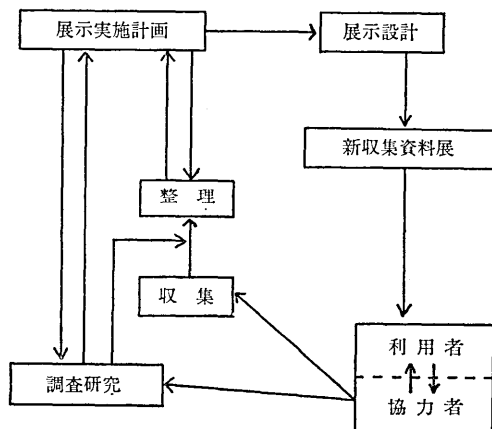 展示実施計画
展示設計
新収集資料展
整理
収集
利用者
調査研究
協力者